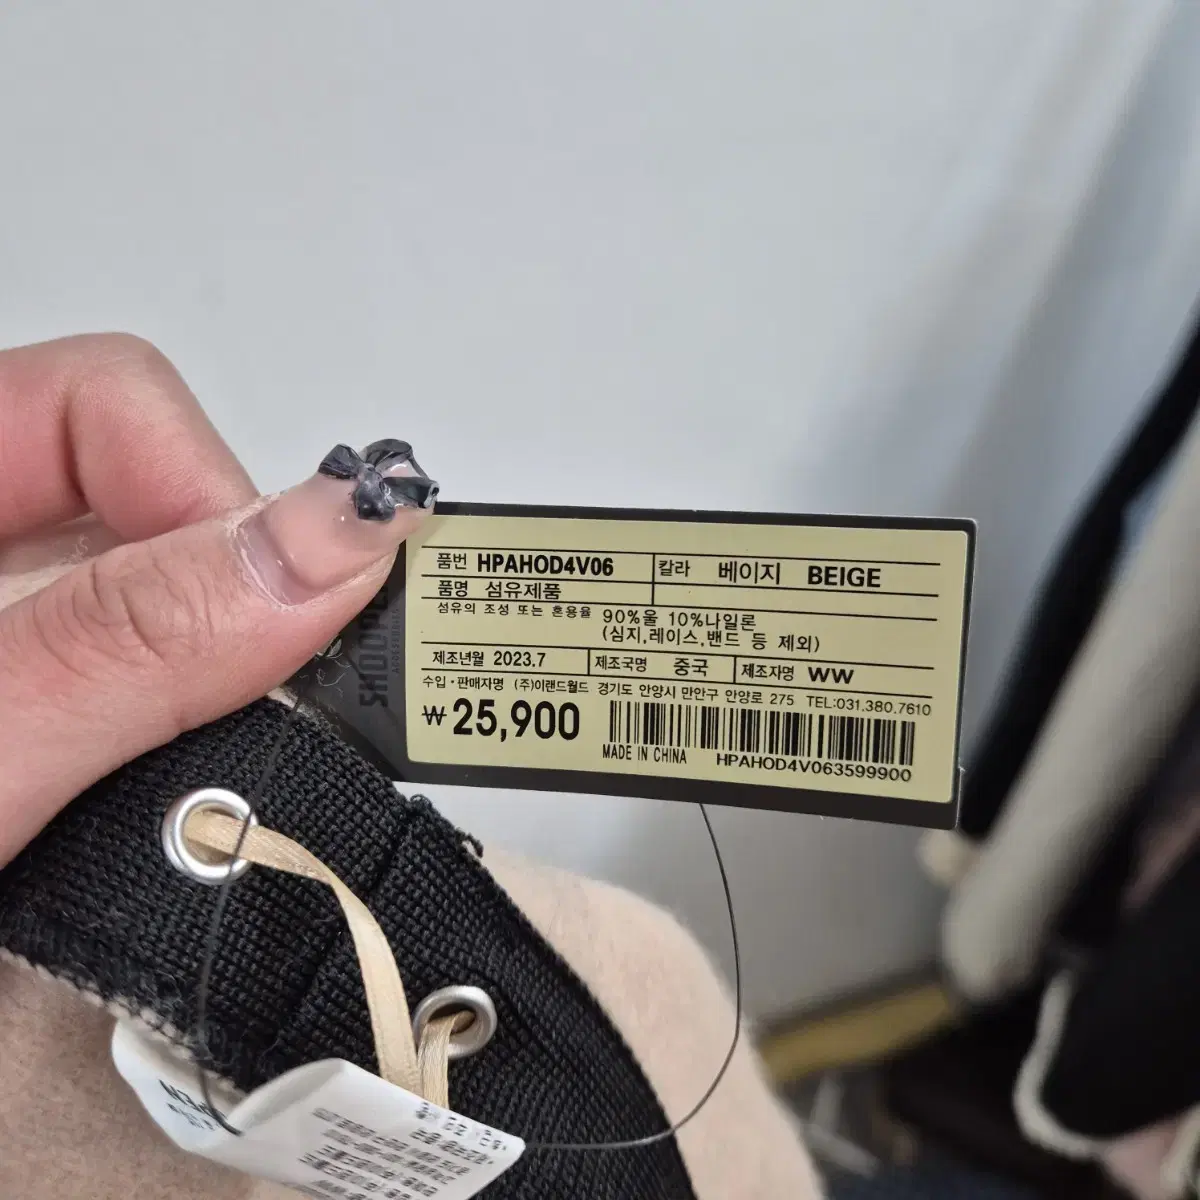 품번 HPAHOD4V06 칼라 베이지 BEIGE
품명 섬유제품
섬유의 조성 또는 혼용율 90%울 10%나일론
(심지,레이스,밴드 등 제외)
제조년월 2023.7 제조국명 중국 제조자명 WW
수입·판매자명 (주)이랜드월드 경기도 안양시 만안구 안양로 275 TEL:031.380.7610
₩25,900
MADE IN CHINA HPAHOD4V063599900